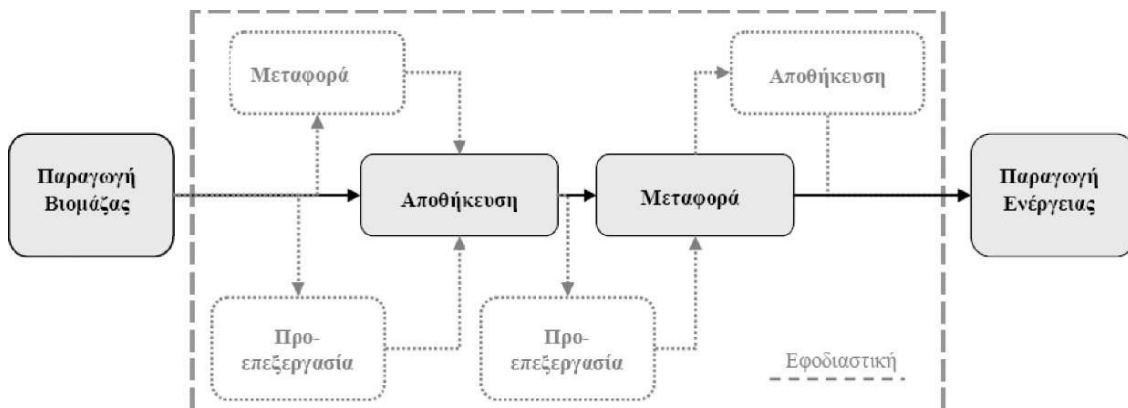 Μεταφορά
Αποθήκευση
Παραγωγή
Βιομάζας
Αποθήκευση
Μεταφορά
Παραγωγή
Ενέργειας
Προ-
επεξεργασία
Προ-
επεξεργασία
Εφοδιαστική